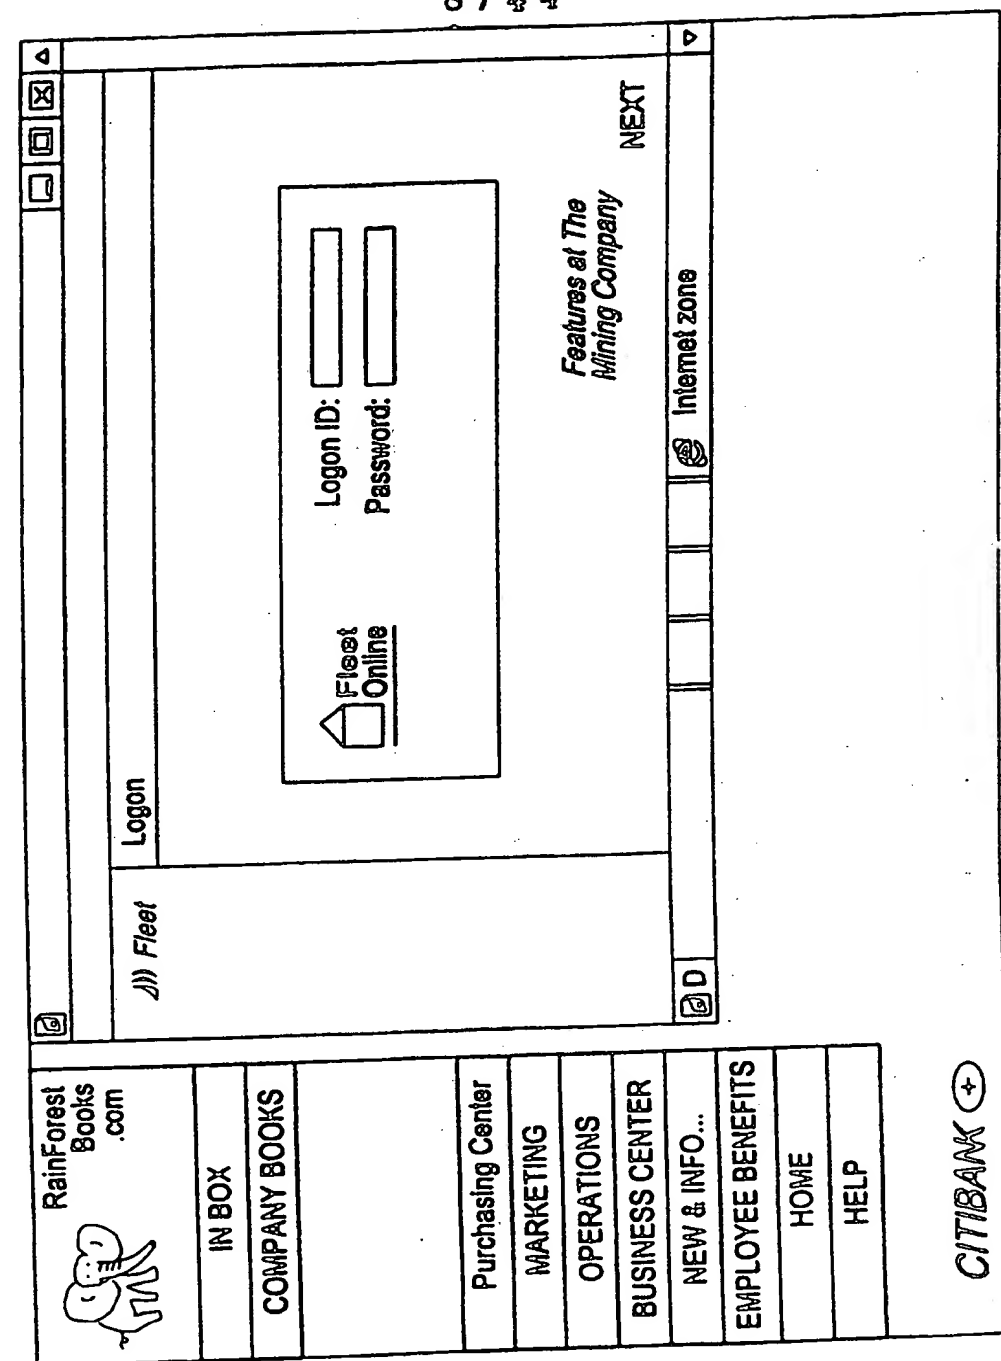 RainForest
Books
.com
IN BOX
COMPANY BOOKS
Purchasing Center
MARKETING
OPERATIONS
BUSINESS CENTER
NEW & INFO...
EMPLOYEE BENEFITS
HOME
HELP
CITIBANK
Fleet
Logon
Fleet
Online
Logon ID:
Password:
Features at The
Mining Company
NEXT
D
Internet zone